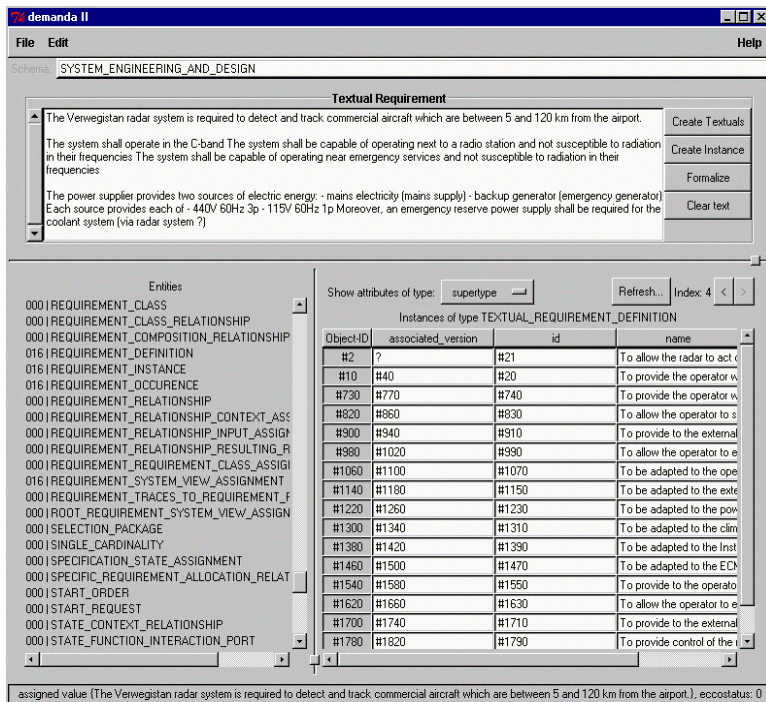 demanda II
File Edit Help
Schema: SYSTEM_ENGINEERING_AND_DESIGN
Textual Requirement
The Verwegistan radar system is required to detect and track commercial aircraft which are between 5 and 120 km from the airport.
The system shall operate in the C-band The system shall be capable of operating next to a radio station and not susceptible to radiation
in their frequencies The system shall be capable of operating near emergency services and not susceptible to radiation in their
frequencies
The power supplier provides two sources of electric energy: - mains electricity (mains supply) - backup generator (emergency generator)
Each source provides each of - 440V 60Hz 3p - 115V 60Hz 1p Moreover, an emergency reserve power supply shall be required for the
coolant system (via radar system ?)
Create Textuals
Create Instance
Formalize
Clear text
Entities
000 | REQUIREMENT_CLASS
000 | REQUIREMENT_CLASS_RELATIONSHIP
000 | REQUIREMENT_COMPOSITION_RELATIONSHIP
016 | REQUIREMENT_DEFINITION
016 | REQUIREMENT_INSTANCE
016 | REQUIREMENT_OCCURENCE
000 | REQUIREMENT_RELATIONSHIP
000 | REQUIREMENT_RELATIONSHIP_CONTEXT_ASS
000 | REQUIREMENT_RELATIONSHIP_INPUT_ASSIGN
000 | REQUIREMENT_RELATIONSHIP_RESULTING_R
000 | REQUIREMENT_REQUIREMENT_CLASS_ASSIGI
016 | REQUIREMENT_SYSTEM_VIEW_ASSIGNMENT
000 | REQUIREMENT_TRACES_TO_REQUIREMENT_F
000 | ROOT_REQUIREMENT_SYSTEM_VIEW_ASSIGN
000 | SELECTION_PACKAGE
000 | SINGLE_CARDINALITY
000 | SPECIFICATION_STATE_ASSIGNMENT
000 | SPECIFIC_REQUIREMENT_ALLOCATION_RELAT
000 | START_ORDER
000 | START_REQUEST
000 | STATE_CONTEXT_RELATIONSHIP
000 | STATE_FUNCTION_INTERACTION_PORT
Show attributes of type: supertype Refresh... Index: 4 < >
Instances of type TEXTUAL_REQUIREMENT_DEFINITION
Object-ID associated_version id name
#2 ? #21 To allow the radar to act
#10 #40 #20 To provide the operator w
#730 #770 #740 To provide the operator w
#820 #860 #830 To allow the operator to s
#900 #940 #910 To provide to the external
#980 #1020 #990 To allow the operator to e
#1060 #1100 #1070 To be adapted to the ope
#1140 #1180 #1150 To be adapted to the exte
#1220 #1260 #1230 To be adapted to the pow
#1300 #1340 #1310 To be adapted to the clim
#1380 #1420 #1390 To be adapted to the Inst
#1460 #1500 #1470 To be adapted to the ECM
#1540 #1580 #1550 To provide to the operato
#1620 #1660 #1630 To allow the operator to e
#1700 #1740 #1710 To provide to the external
#1780 #1820 #1790 To provide control of the
assigned value {The Verwegistan radar system is required to detect and track commercial aircraft which are between 5 and 120 km from the airport.}, eccostatus: 0